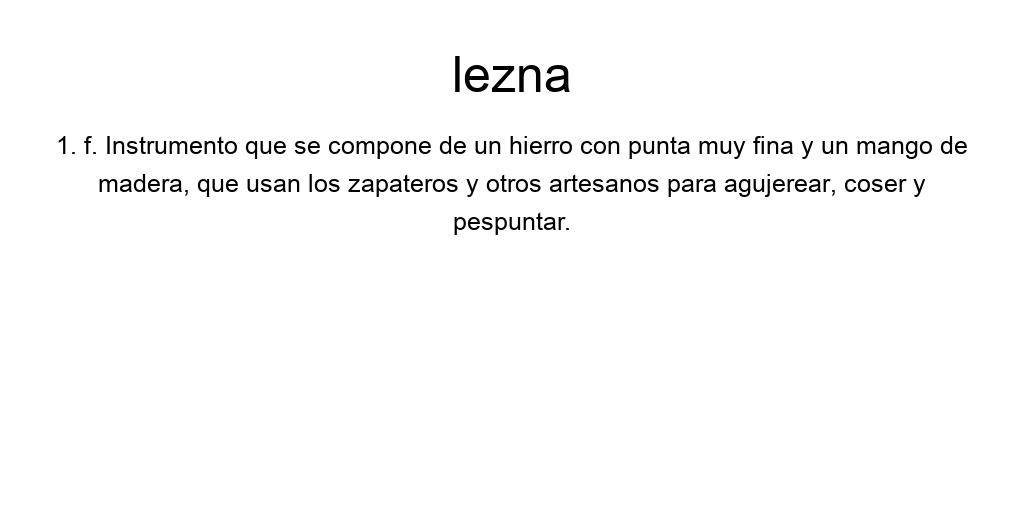 lezna
1. f. Instrumento que se compone de un hierro con punta muy fina y un mango de
madera, que usan los zapateros y otros artesanos para agujerear, coser y
pespuntar.